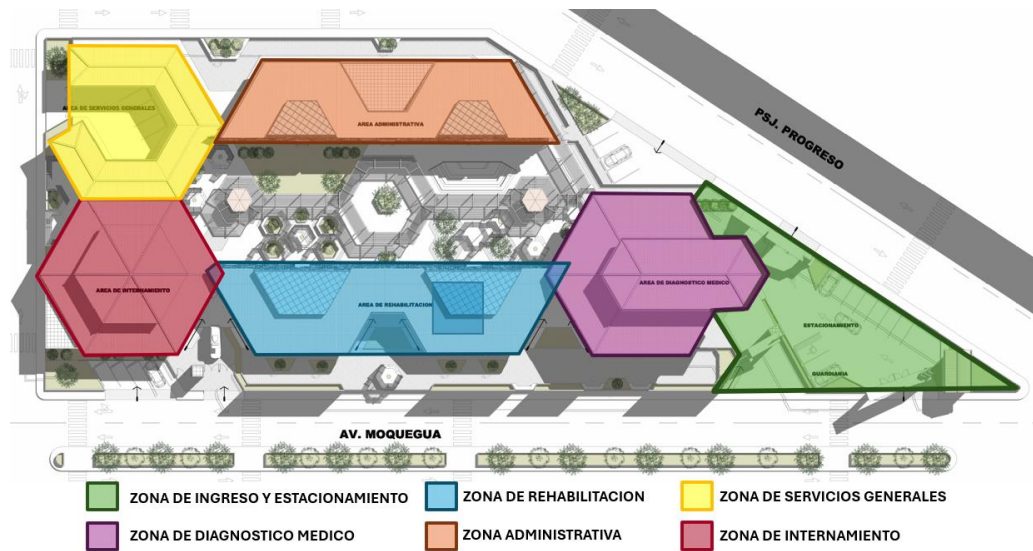 AREA DE SERVICIOS GENERALES
AREA ADMINISTRATIVA
PSJ. PROGRESO
AREA DE INTERNAMIENTO
AREA DE REHABILITACION
AREA DE DIAGNOSTICO MEDICO
ESTACIONAMIENTO
GUARDIANIA
AV. MOQUEGUA
ZONA DE INGRESO Y ESTACIONAMIENTO
ZONA DE REHABILITACION
ZONA DE SERVICIOS GENERALES
ZONA DE DIAGNOSTICO MEDICO
ZONA ADMINISTRATIVA
ZONA DE INTERNAMIENTO